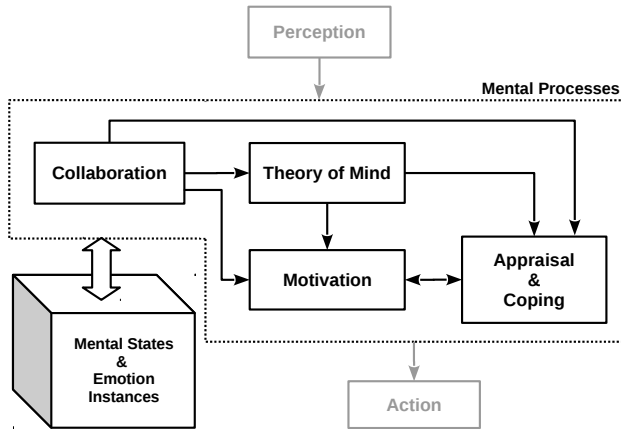 Perception
Mental Processes
Collaboration
Theory of Mind
Motivation
Appraisal
&
Coping
Mental States
&
Emotion
Instances
Action